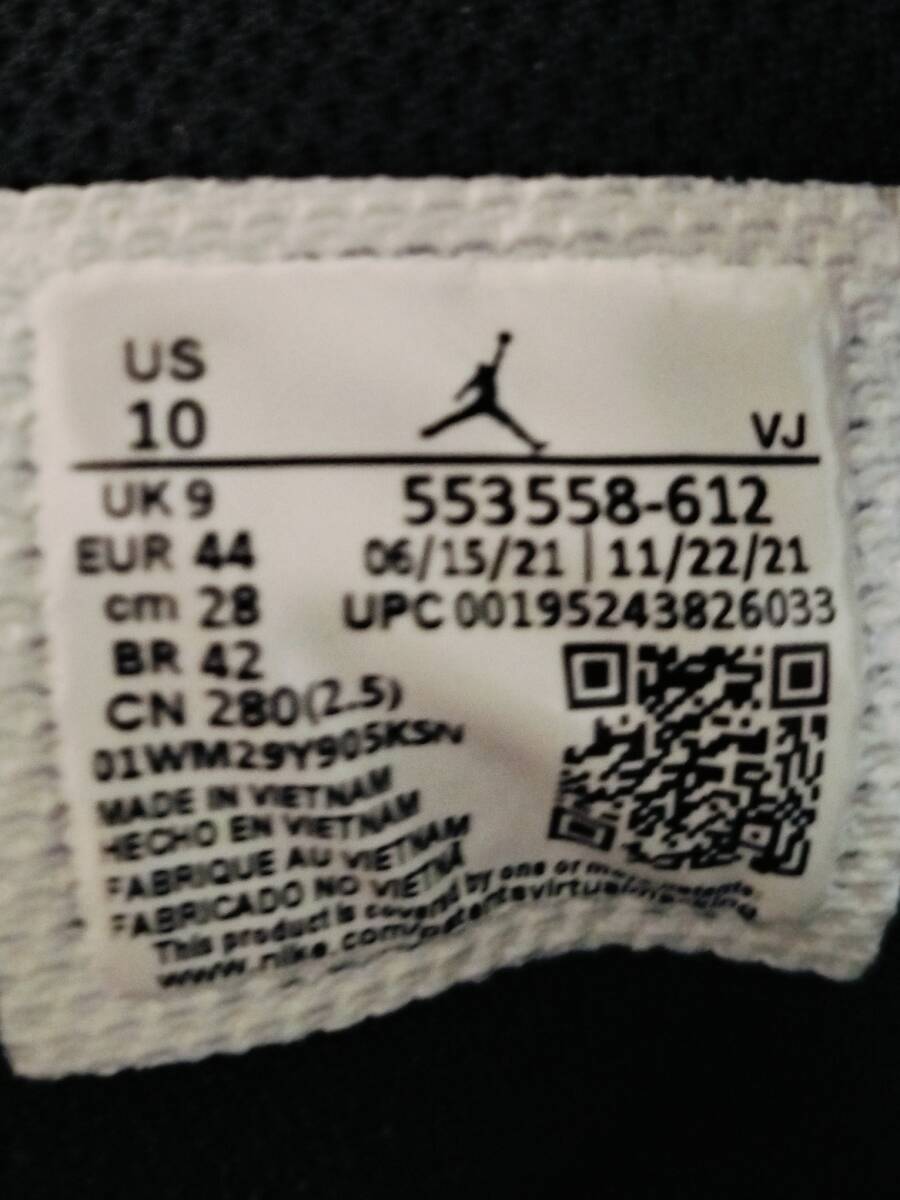 US
10
VJ
UK 9
553558-612
EUR 44
06/15/21 | 11/22/21
cm 28
UPC 00195243826033
BR 42
CN 280(2.5)
01WM29Y905KSN
MADE IN VIETNAM
HECHO EN VIETNAM
FABRIQUE AU VIETNAM
FABRICADO NO VIETNA
This product is covered by one or more patents.
www.nike.com/patentsvirtualmarking